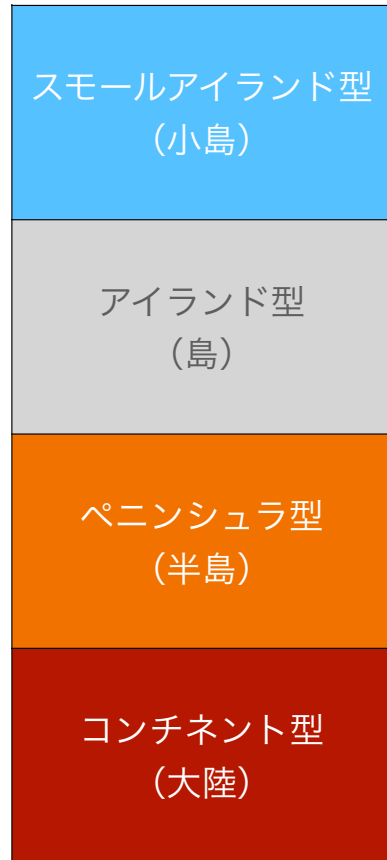 スモールアイランド型
（小島）
アイランド型
（島）
ペニンシュラ型
（半島）
コンチネント型
（大陸）